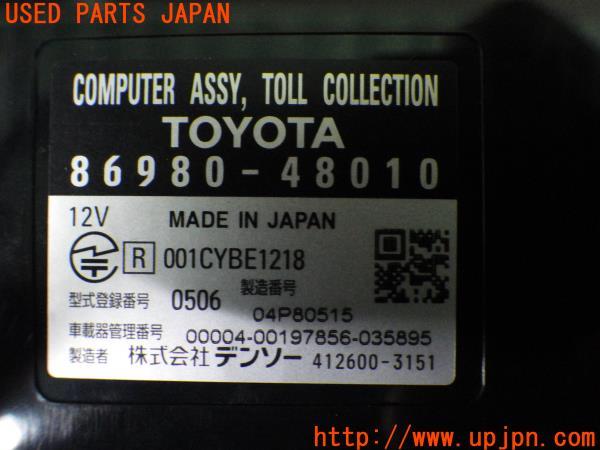 USED PARTS JAPAN
COMPUTER ASSY, TOLL COLLECTION
TOYOTA
86980-48010
12V MADE IN JAPAN
R 001CYBE1218
型式登録番号 0506 製造番号 04P80515
車載器管理番号 00004-00197856-035895
製造者 株式会社デンソー 412600-3151
UPJ
http://www.upjpn.com